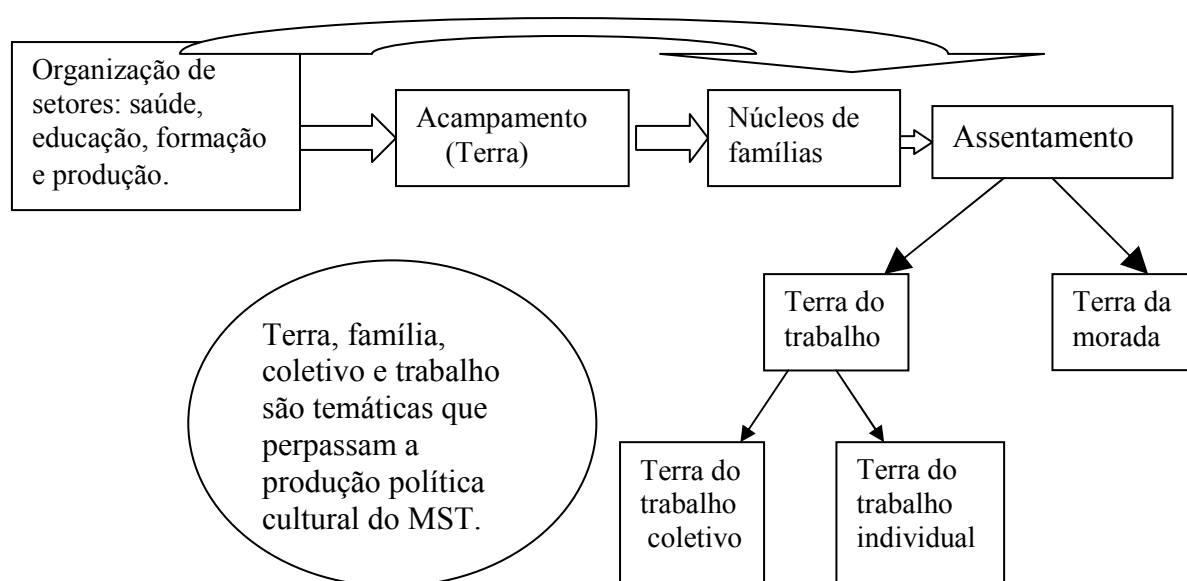 Organização de
setores: saúde,
educação, formação
e produção.
Acampamento
(Terra)
Núcleos de
famílias
Assentamento
Terra do
trabalho
Terra da
morada
Terra, família,
coletivo e trabalho
são temáticas que
perpassam a
produção política
cultural do MST.
Terra do
trabalho
coletivo
Terra do
trabalho
individual